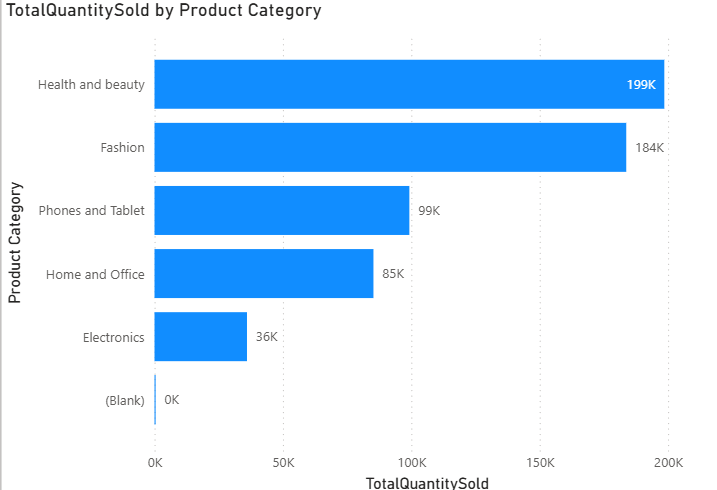 TotalQuantitySold by Product Category
Product Category
Health and beauty 199K
Fashion 184K
Phones and Tablet 99K
Home and Office 85K
Electronics 36K
(Blank) 0K
0K 50K 100K 150K 200K
TotalQuantitySold